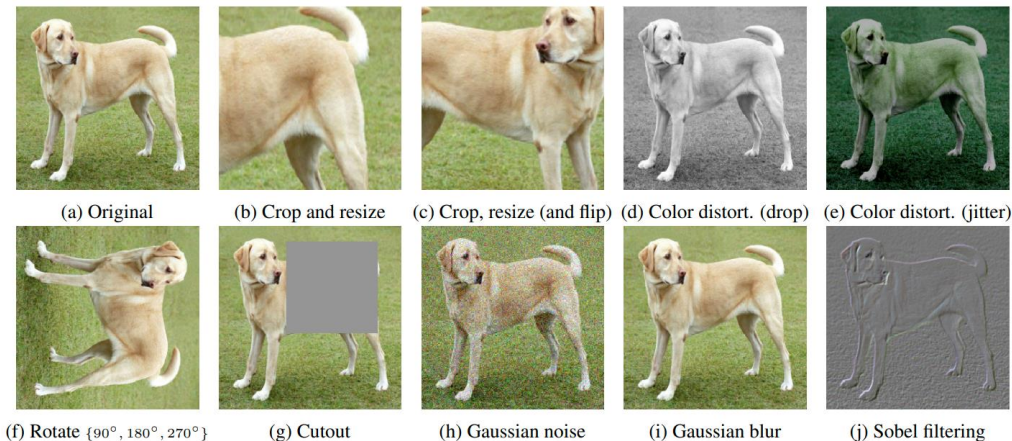 (a) Original
(b) Crop and resize
(c) Crop, resize (and flip)
(d) Color distort. (drop)
(e) Color distort. (jitter)
(f) Rotate {90°, 180°, 270°}
(g) Cutout
(h) Gaussian noise
(i) Gaussian blur
(j) Sobel filtering